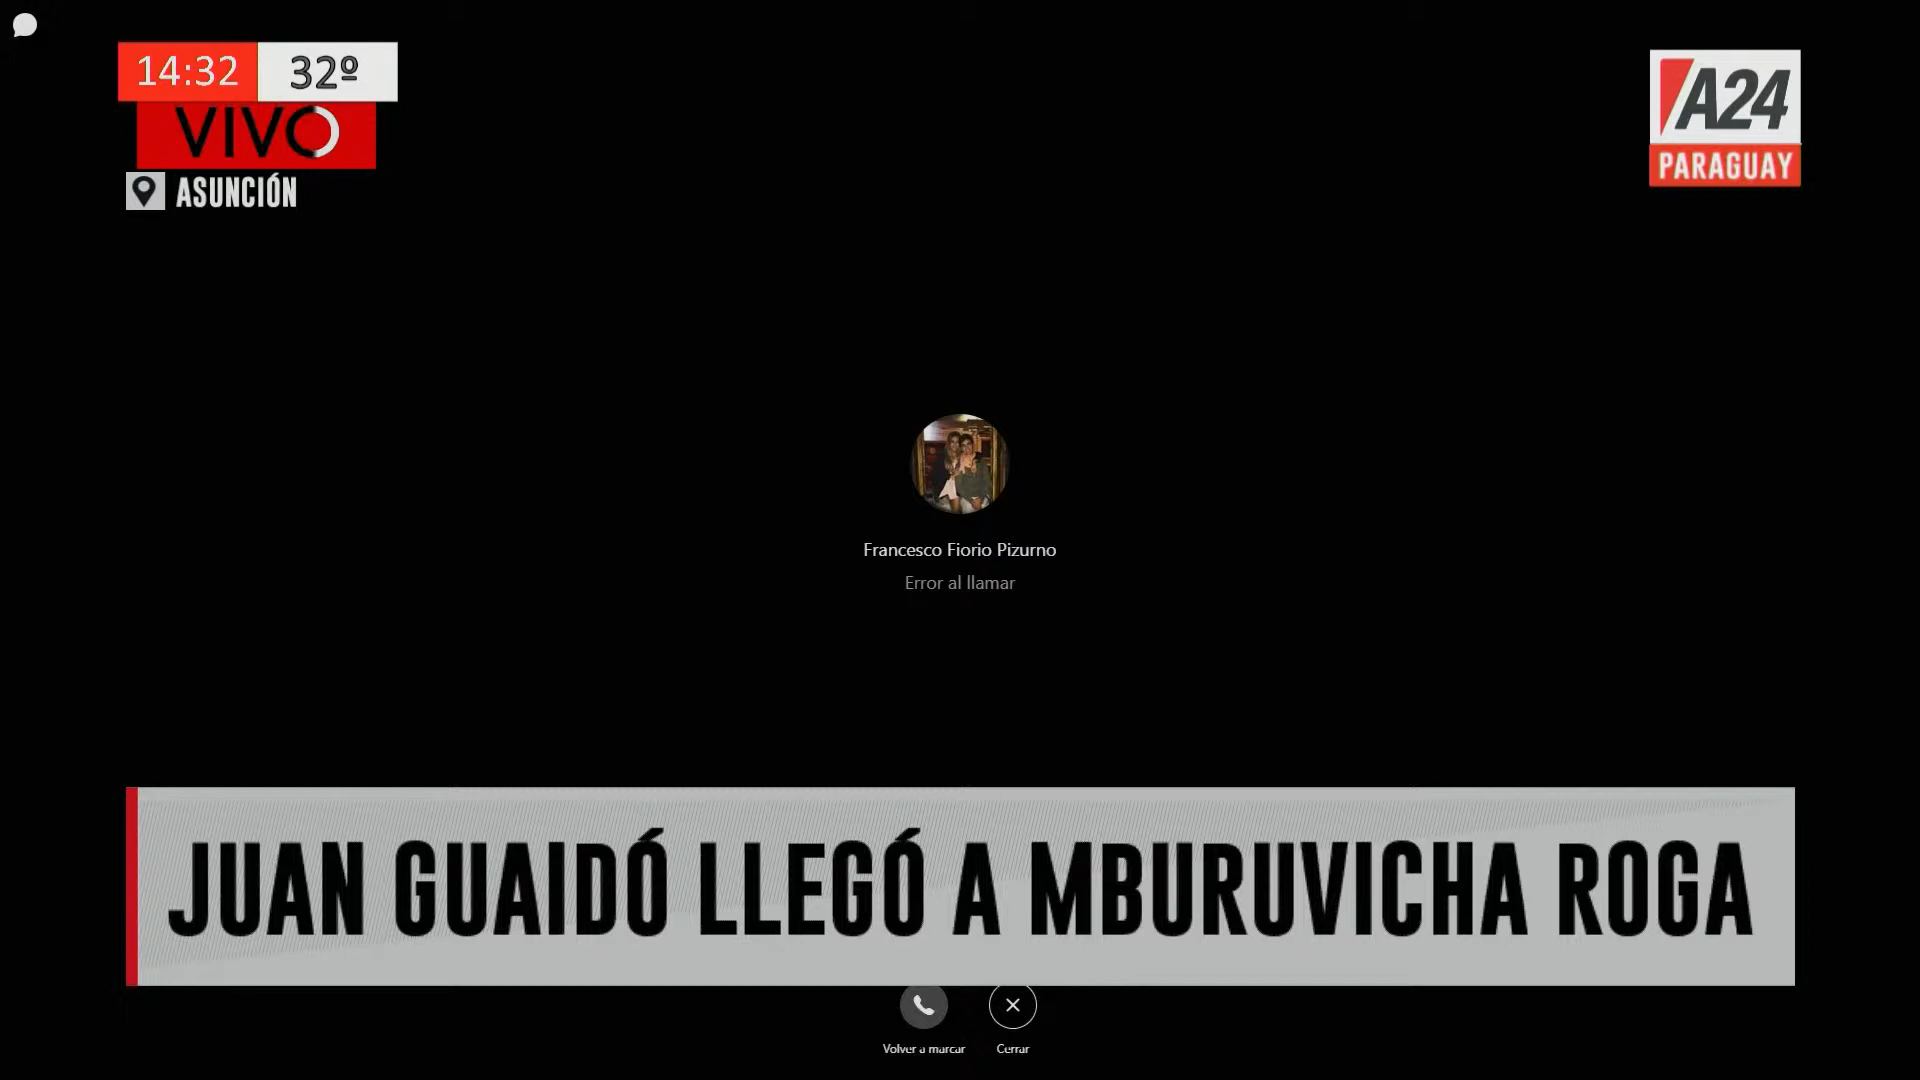 14:32 32º
VIVO
ASUNCIÓN
A24
PARAGUAY
Francesco Fiorio Pizurno
Error al llamar
JUAN GUAIDÓ LLEGÓ A MBURUVICHA ROGA
Volver a marcar
Cerrar